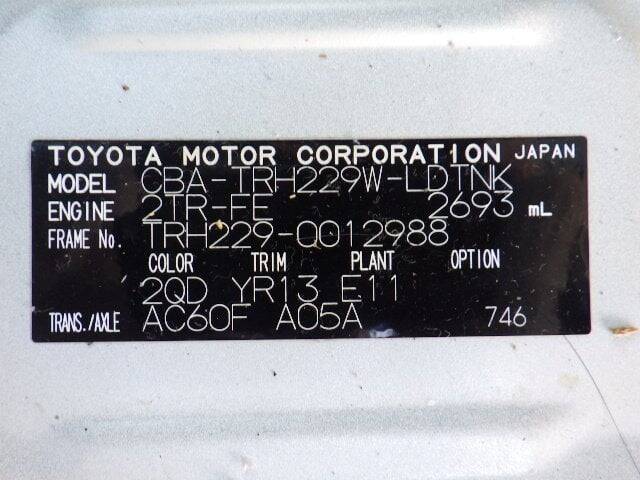 TOYOTA MOTOR CORPORATION JAPAN
MODEL CBA-TRH229W-LDTNK
ENGINE 2TR-FE 2693 mL
FRAME No. TRH229-0012988
COLOR TRIM PLANT OPTION
2QD YR13 E11
TRANS./AXLE AC60F A05A 746